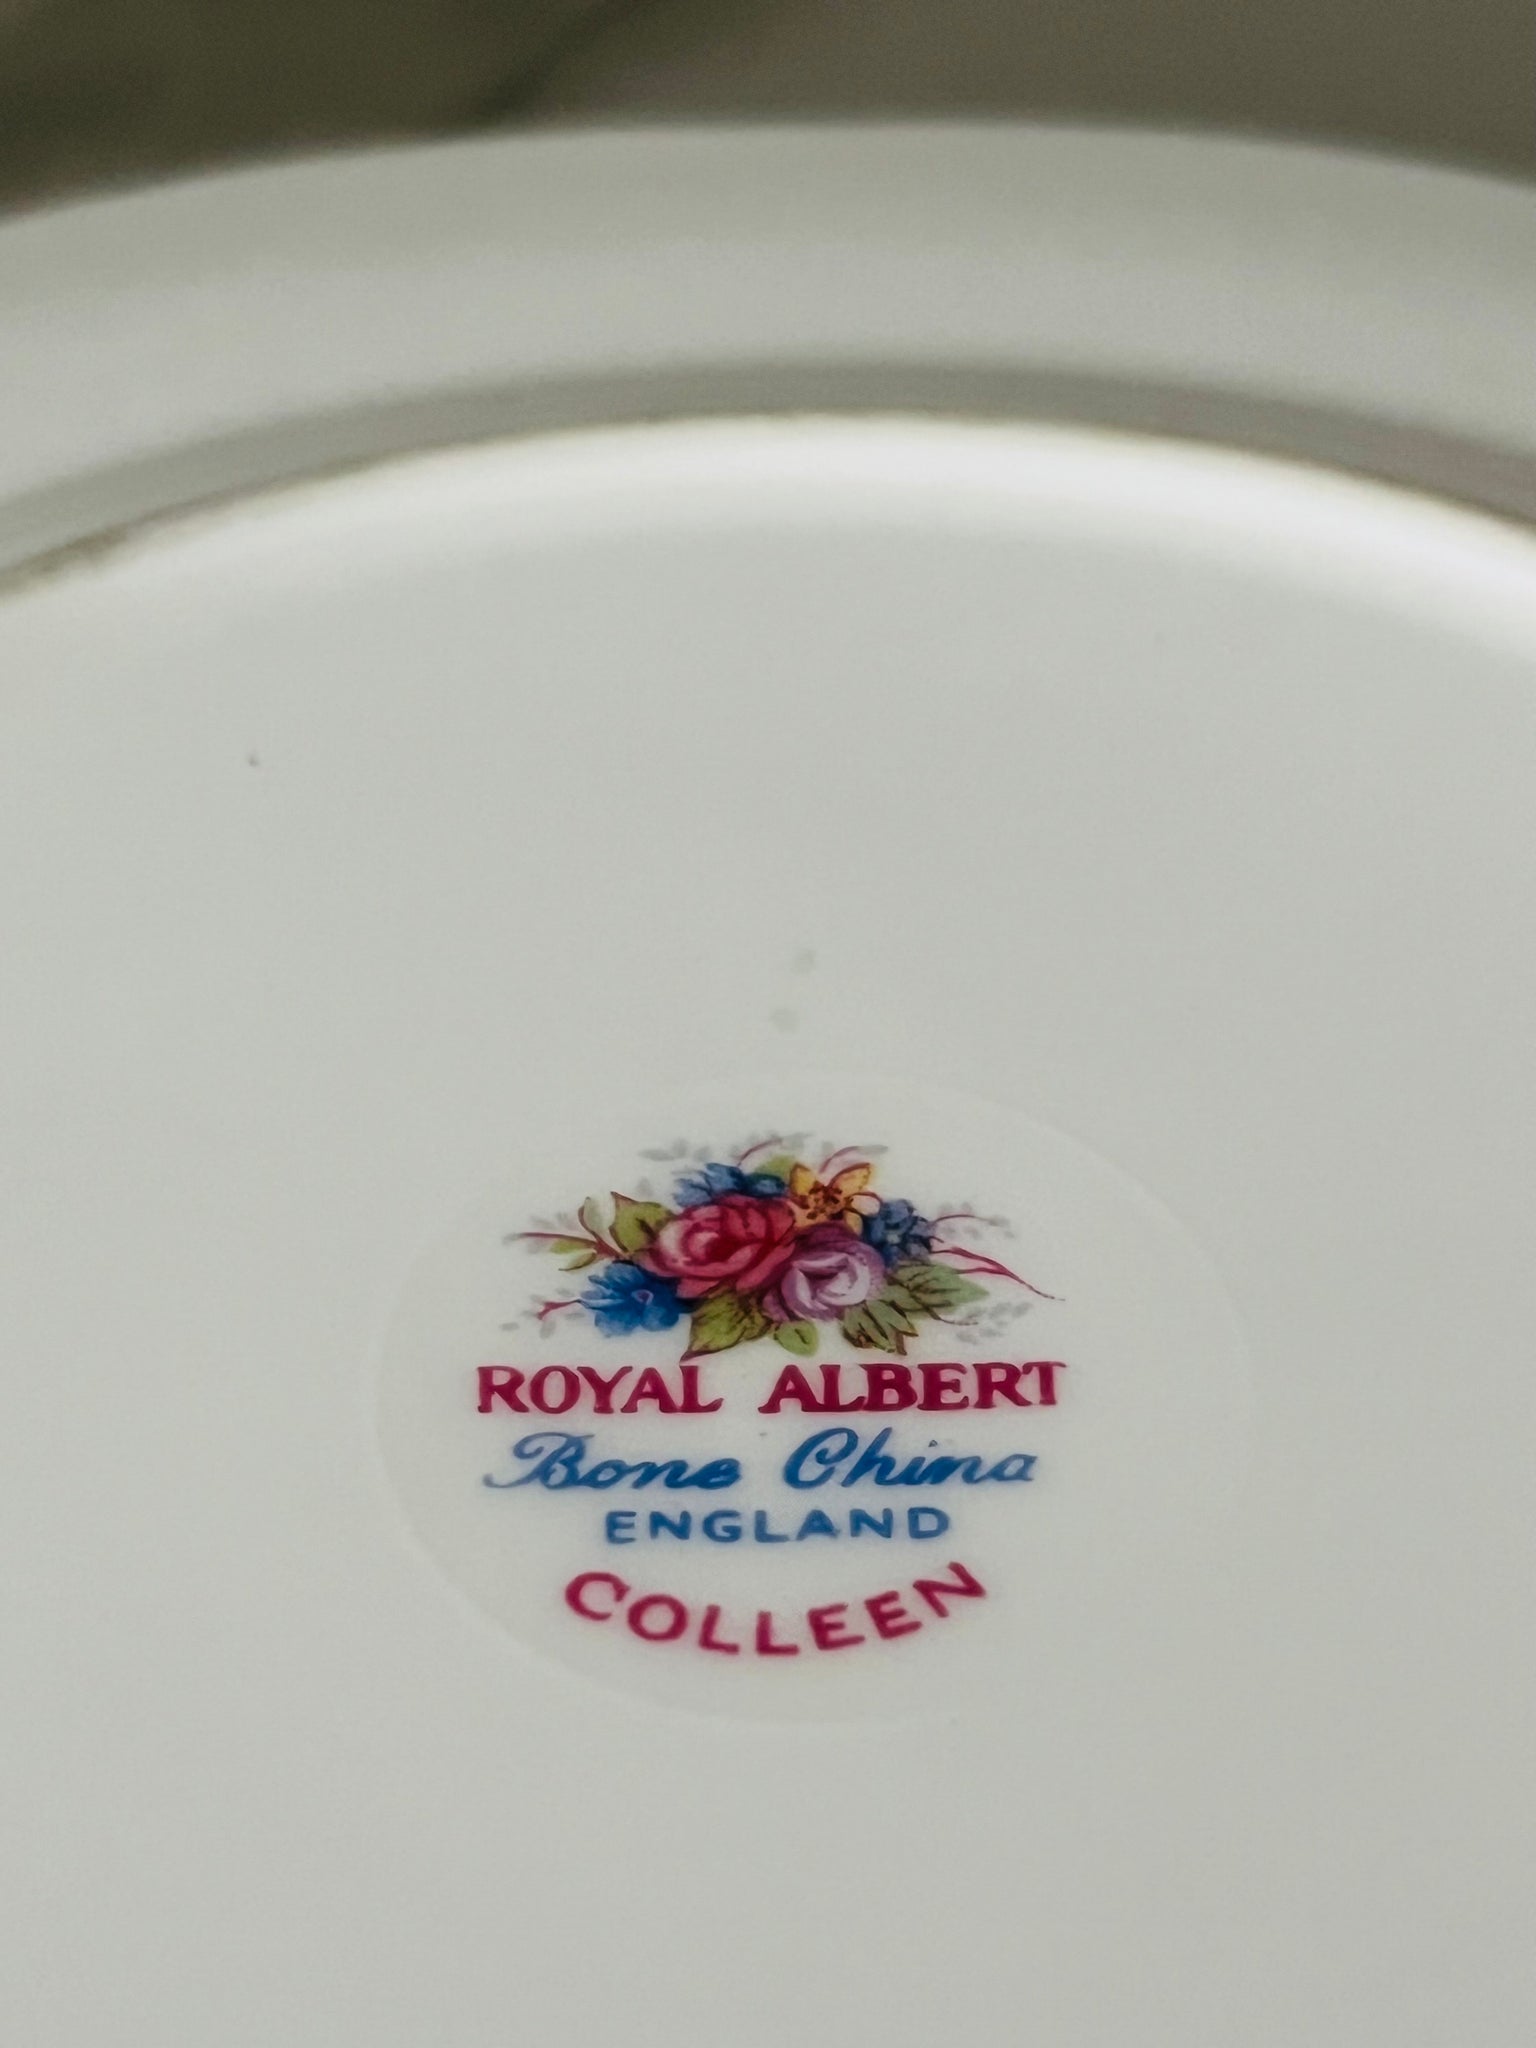 ROYAL ALBERT
Bone China
ENGLAND
COLLEEN